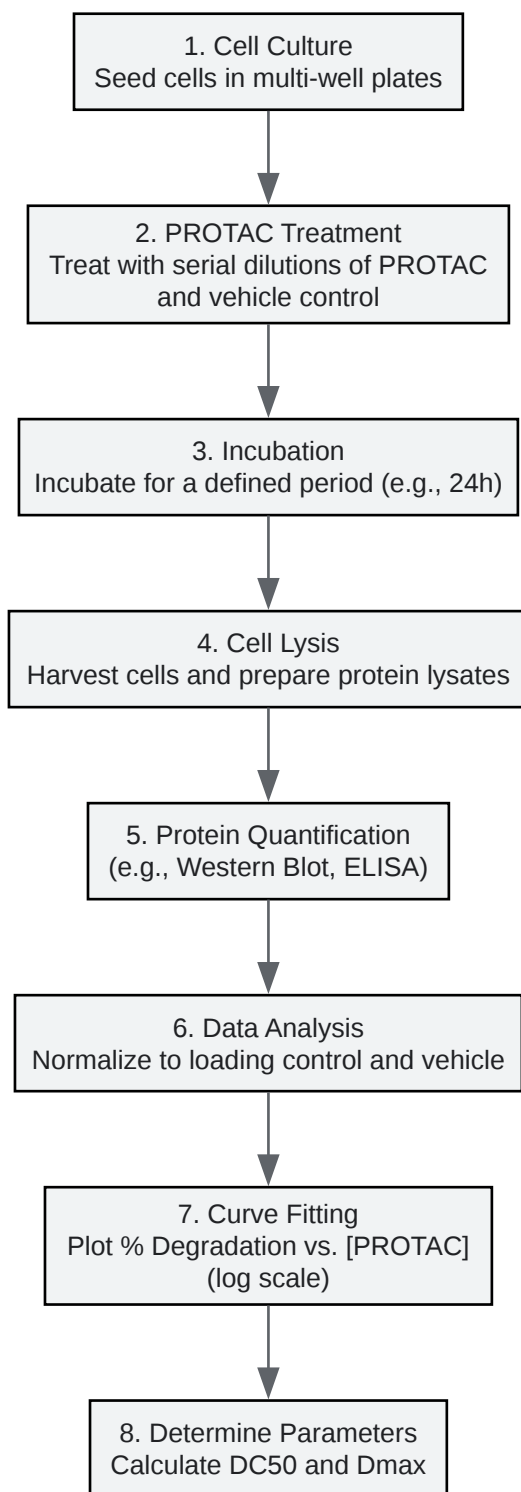 1. Cell Culture
Seed cells in multi-well plates
2. PROTAC Treatment
Treat with serial dilutions of PROTAC
and vehicle control
3. Incubation
Incubate for a defined period (e.g., 24h)
4. Cell Lysis
Harvest cells and prepare protein lysates
5. Protein Quantification
(e.g., Western Blot, ELISA)
6. Data Analysis
Normalize to loading control and vehicle
7. Curve Fitting
Plot % Degradation vs. [PROTAC]
(log scale)
8. Determine Parameters
Calculate DC50 and Dmax